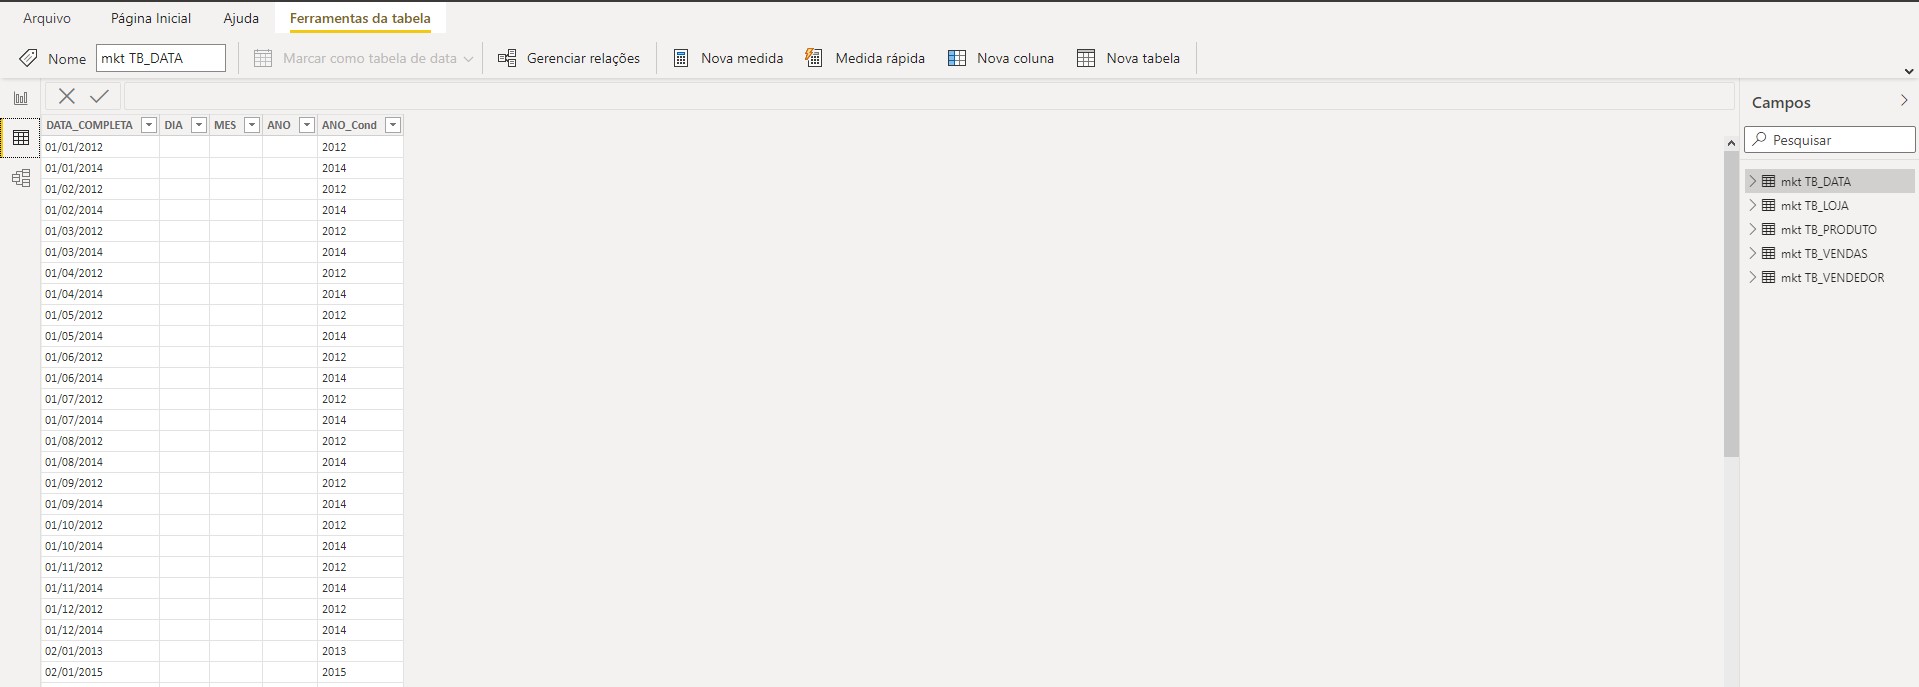 Arquivo Página Inicial Ajuda Ferramentas da tabela
Nome mkt TB_DATA Marcar como tabela de data Gerenciar relações Nova medida Medida rápida Nova coluna Nova tabela
Campos
Pesquisar
mkt TB_DATA
mkt TB_LOJA
mkt TB_PRODUTO
mkt TB_VENDAS
mkt TB_VENDEDOR
DATA_COMPLETA DIA MES ANO ANO_Cond
01/01/2012 2012
01/01/2014 2014
01/02/2012 2012
01/02/2014 2014
01/03/2012 2012
01/03/2014 2014
01/04/2012 2012
01/04/2014 2014
01/05/2012 2012
01/05/2014 2014
01/06/2012 2012
01/06/2014 2014
01/07/2012 2012
01/07/2014 2014
01/08/2012 2012
01/08/2014 2014
01/09/2012 2012
01/09/2014 2014
01/10/2012 2012
01/10/2014 2014
01/11/2012 2012
01/11/2014 2014
01/12/2012 2012
01/12/2014 2014
02/01/2013 2013
02/01/2015 2015